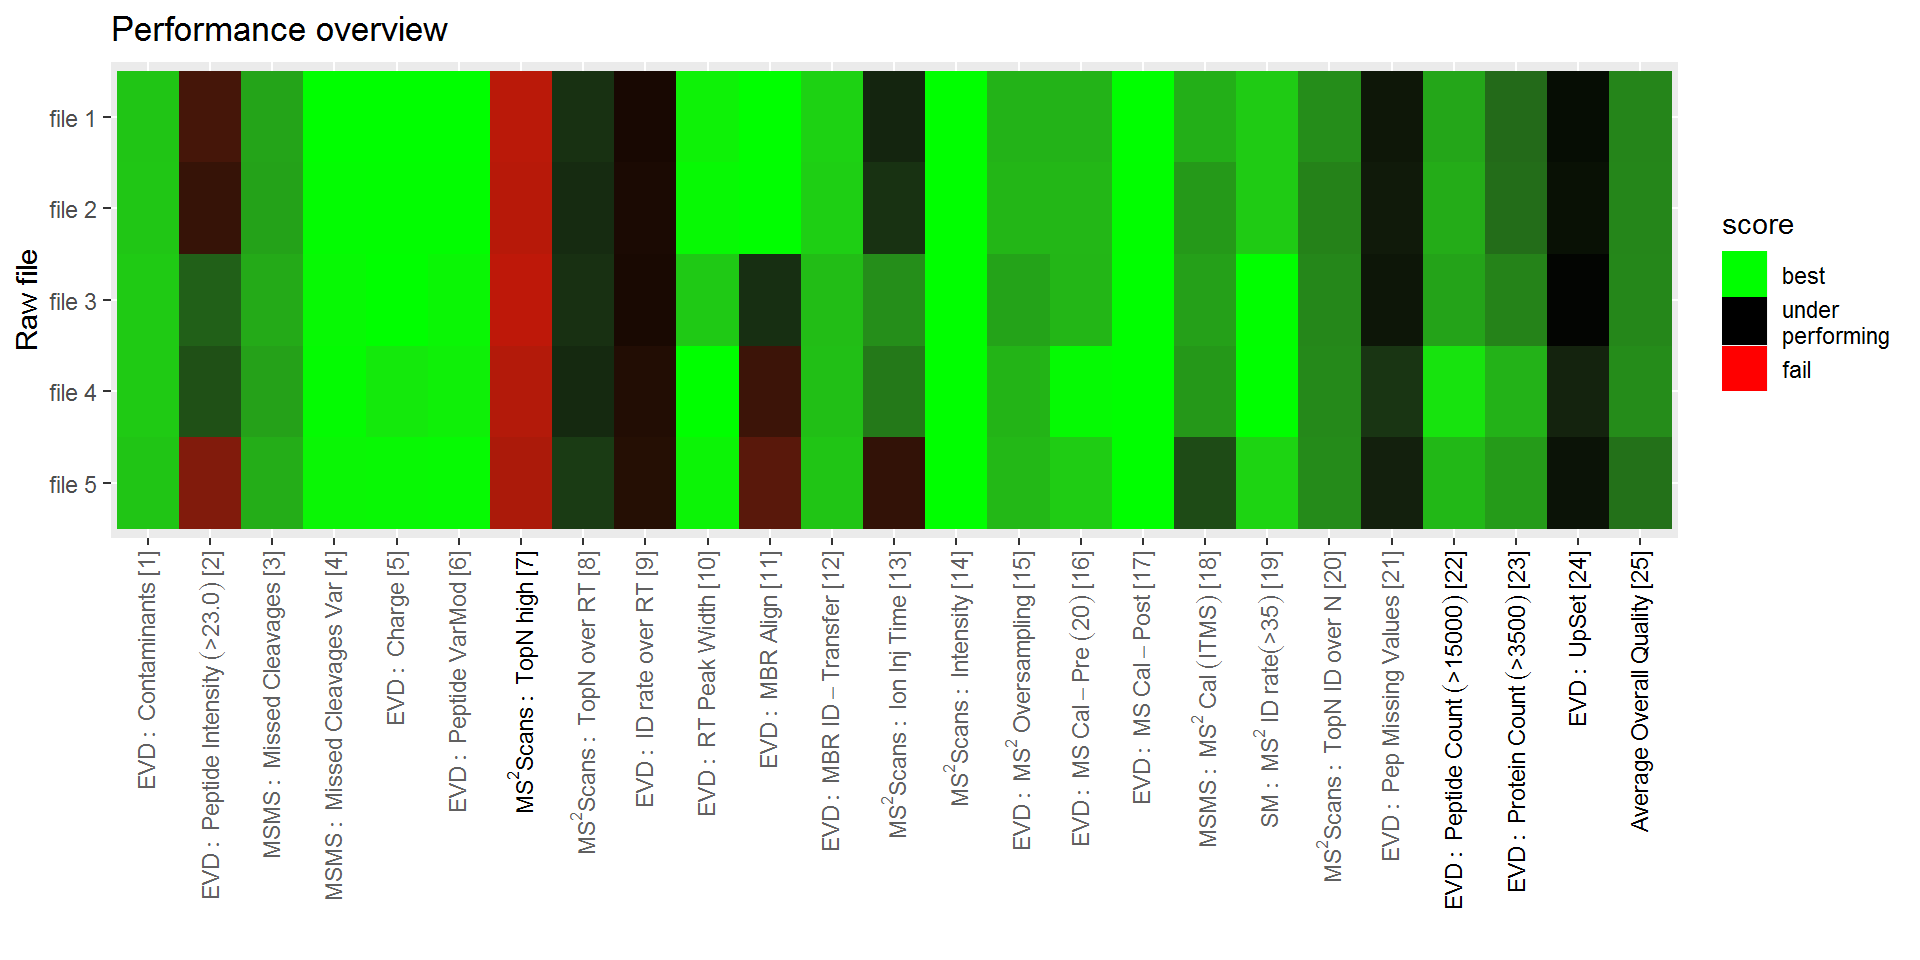 Performance overview
Raw file
file 1
file 2
file 3
file 4
file 5
EVD : Contaminants [1]
EVD : Peptide Intensity (>23.0) [2]
MSMS : Missed Cleavages [3]
MSMS : Missed Cleavages Var [4]
EVD : Charge [5]
EVD : Peptide VarMod [6]
MS²Scans : TopN high [7]
MS²Scans : TopN over RT [8]
EVD : ID rate over RT [9]
EVD : RT Peak Width [10]
EVD : MBR Align [11]
EVD : MBR ID − Transfer [12]
MS²Scans : Ion Inj Time [13]
MS²Scans : Intensity [14]
EVD : MS² Oversampling [15]
EVD : MS Cal − Pre (20) [16]
EVD : MS Cal − Post [17]
MSMS : MS² Cal (ITMS) [18]
SM : MS² ID rate(>35) [19]
MS²Scans : TopN ID over N [20]
EVD : Pep Missing Values [21]
EVD : Peptide Count (>15000) [22]
EVD : Protein Count (>3500) [23]
EVD : UpSet [24]
Average Overall Quality [25]
score
best
under
performing
fail